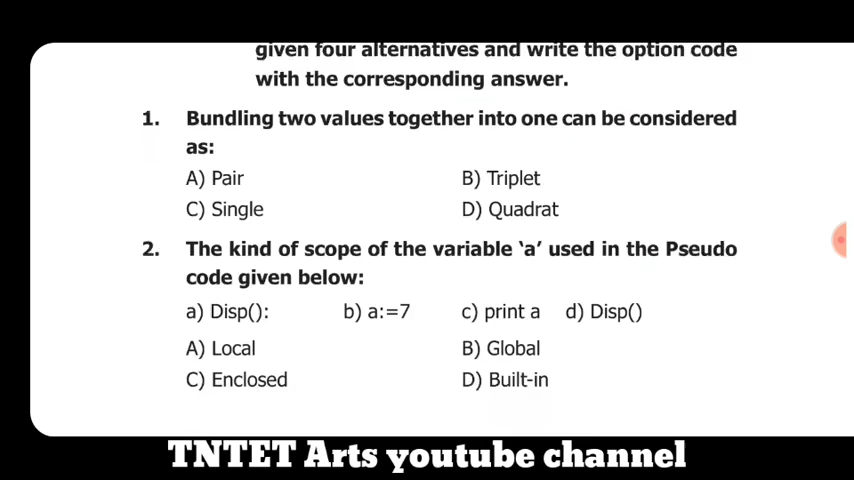 given four alternatives and write the option code
with the corresponding answer.
1. Bundling two values together into one can be considered
as:
A) Pair B) Triplet
C) Single D) Quadrat
2. The kind of scope of the variable ‘a’ used in the Pseudo
code given below:
a) Disp(): b) a:=7 c) print a d) Disp()
A) Local B) Global
C) Enclosed D) Built-in
TNTET Arts youtube channel